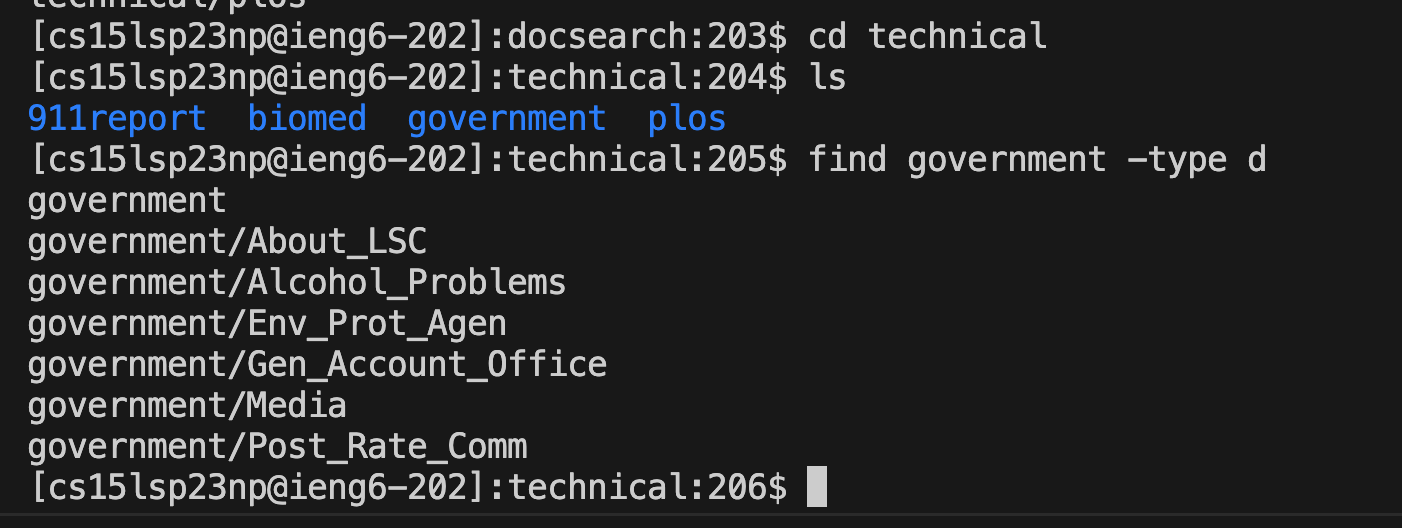 technical/plos
[cs15lsp23np@ieng6-202]:docsearch:203$ cd technical
[cs15lsp23np@ieng6-202]:technical:204$ ls
911report  biomed  government  plos
[cs15lsp23np@ieng6-202]:technical:205$ find government -type d
government
government/About_LSC
government/Alcohol_Problems
government/Env_Prot_Agen
government/Gen_Account_Office
government/Media
government/Post_Rate_Comm
[cs15lsp23np@ieng6-202]:technical:206$